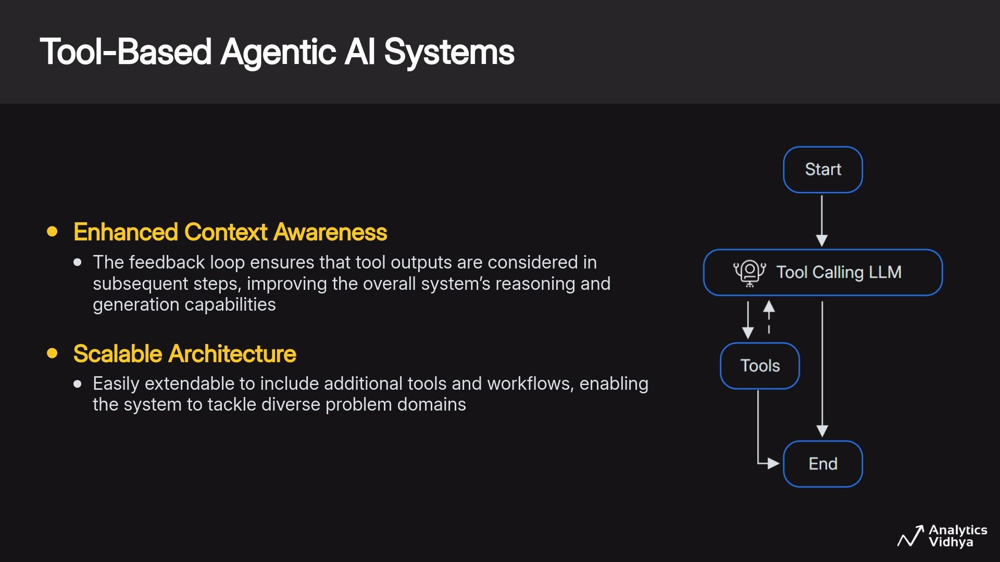 Tool-Based Agentic AI Systems
Enhanced Context Awareness
The feedback loop ensures that tool outputs are considered in
subsequent steps, improving the overall system’s reasoning and
generation capabilities
Scalable Architecture
Easily extendable to include additional tools and workflows, enabling
the system to tackle diverse problem domains
Start
Tool Calling LLM
Tools
End
Analytics
Vidhya